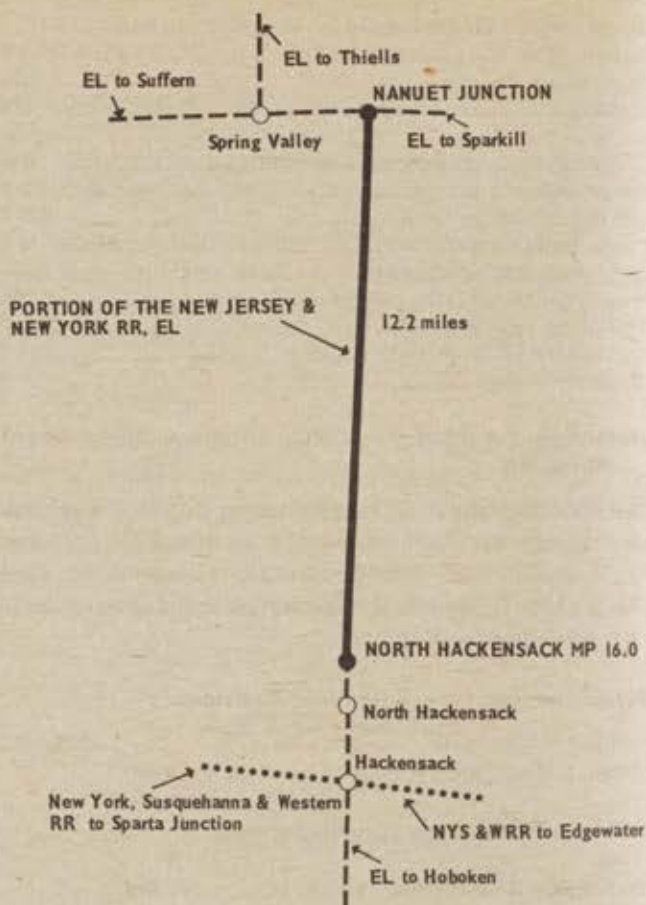 EL to Thiells
EL to Suffern
NANUET JUNCTION
Spring Valley
EL to Sparkill
PORTION OF THE NEW JERSEY &
NEW YORK RR, EL
12.2 miles
NORTH HACKENSACK MP 16.0
North Hackensack
Hackensack
New York, Susquehanna & Western
RR to Sparta Junction
NYS &WRR to Edgewater
EL to Hoboken